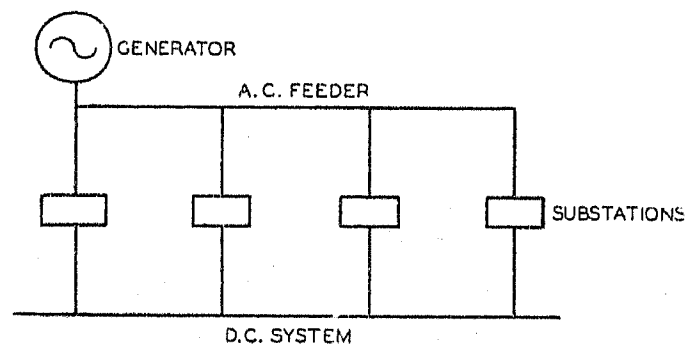 GENERATOR
A.C. FEEDER
SUBSTATIONS
D.C. SYSTEM